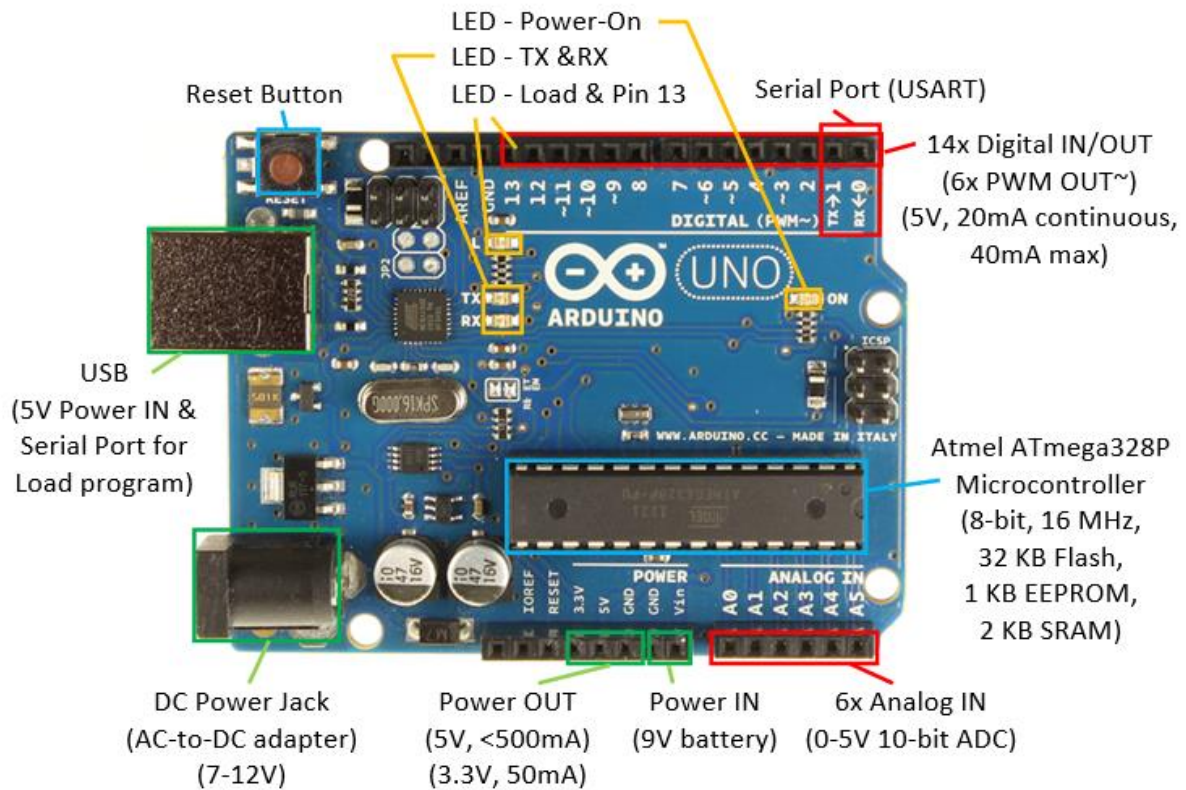 LED - Power-On
LED - TX &RX
LED - Load & Pin 13
Reset Button
Serial Port (USART)
14x Digital IN/OUT
(6x PWM OUT~)
(5V, 20mA continuous,
40mA max)
RESET
AREF
GND
13
12
~11
~10
~9
8
7
~6
~5
4
~3
2
TX→1
RX←0
DIGITAL (PWM~)
JP2
L
TX
RX
UNO
ARDUINO
ON
ICSP
USB
(5V Power IN &
Serial Port for
Load program)
SPK16.000G
WWW.ARDUINO.CC - MADE IN ITALY
Atmel ATmega328P
Microcontroller
(8-bit, 16 MHz,
32 KB Flash,
1 KB EEPROM,
2 KB SRAM)
ATMEGA328P-PU
47
16V
47
16V
POWER
ANALOG IN
IOREF
RESET
3.3V
5V
GND
GND
Vin
A0
A1
A2
A3
A4
A5
DC Power Jack
(AC-to-DC adapter)
(7-12V)
Power OUT
(5V, <500mA)
(3.3V, 50mA)
Power IN
(9V battery)
6x Analog IN
(0-5V 10-bit ADC)